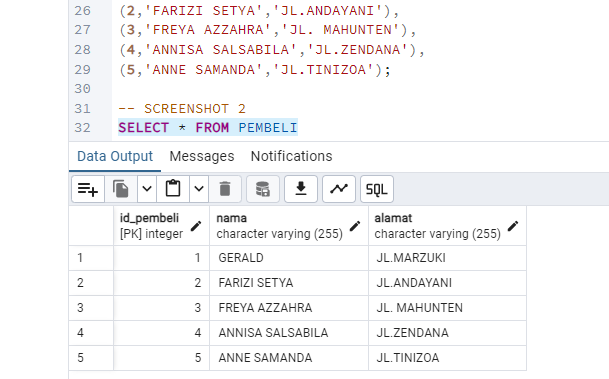 26 (2,'FARIZI SETYA','JL.ANDAYANI'),
27 (3,'FREYA AZZAHRA','JL. MAHUNTEN'),
28 (4,'ANNISA SALSABILA','JL.ZENDANA'),
29 (5,'ANNE SAMANDA','JL.TINIZOA');
30
31 -- SCREENSHOT 2
32 SELECT * FROM PEMBELI
Data Output Messages Notifications
SQL
id_pembeli nama alamat
[PK] integer character varying (255) character varying (255)
1 1 GERALD JL.MARZUKI
2 2 FARIZI SETYA JL.ANDAYANI
3 3 FREYA AZZAHRA JL. MAHUNTEN
4 4 ANNISA SALSABILA JL.ZENDANA
5 5 ANNE SAMANDA JL.TINIZOA